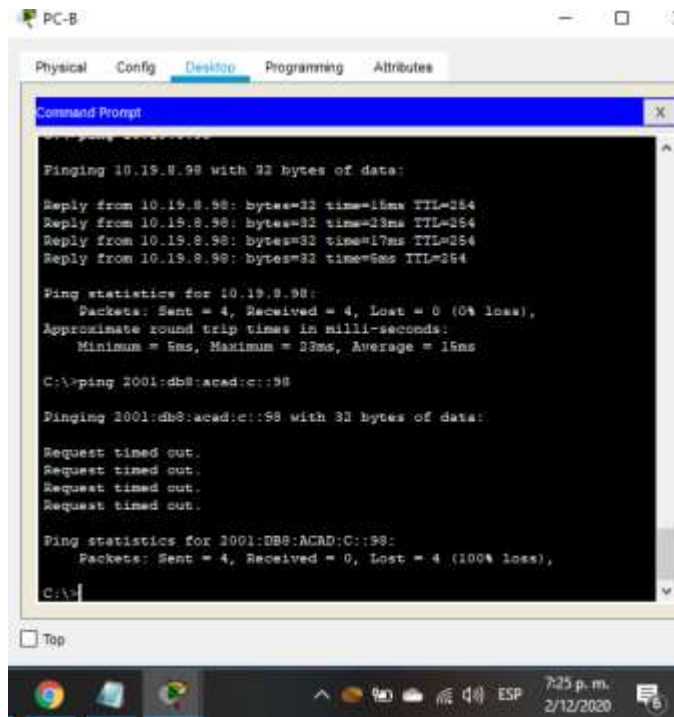 PC-B
Physical Config Desktop Programming Attributes
Command Prompt X
Pinging 10.19.8.98 with 32 bytes of data:
Reply from 10.19.8.98: bytes=32 time=15ms TTL=254
Reply from 10.19.8.98: bytes=32 time=23ms TTL=254
Reply from 10.19.8.98: bytes=32 time=17ms TTL=254
Reply from 10.19.8.98: bytes=32 time=5ms TTL=254
Ping statistics for 10.19.8.98:
Packets: Sent = 4, Received = 4, Lost = 0 (0% loss),
Approximate round trip times in milli-seconds:
Minimum = 5ms, Maximum = 23ms, Average = 15ms
C:\>ping 2001:db8:acad:c::98
Pinging 2001:db8:acad:c::98 with 32 bytes of data:
Request timed out.
Request timed out.
Request timed out.
Request timed out.
Ping statistics for 2001:DB8:ACAD:C::98:
Packets: Sent = 4, Received = 0, Lost = 4 (100% loss),
C:\>
Top
ESP 7:25 p. m.
2/12/2020 6